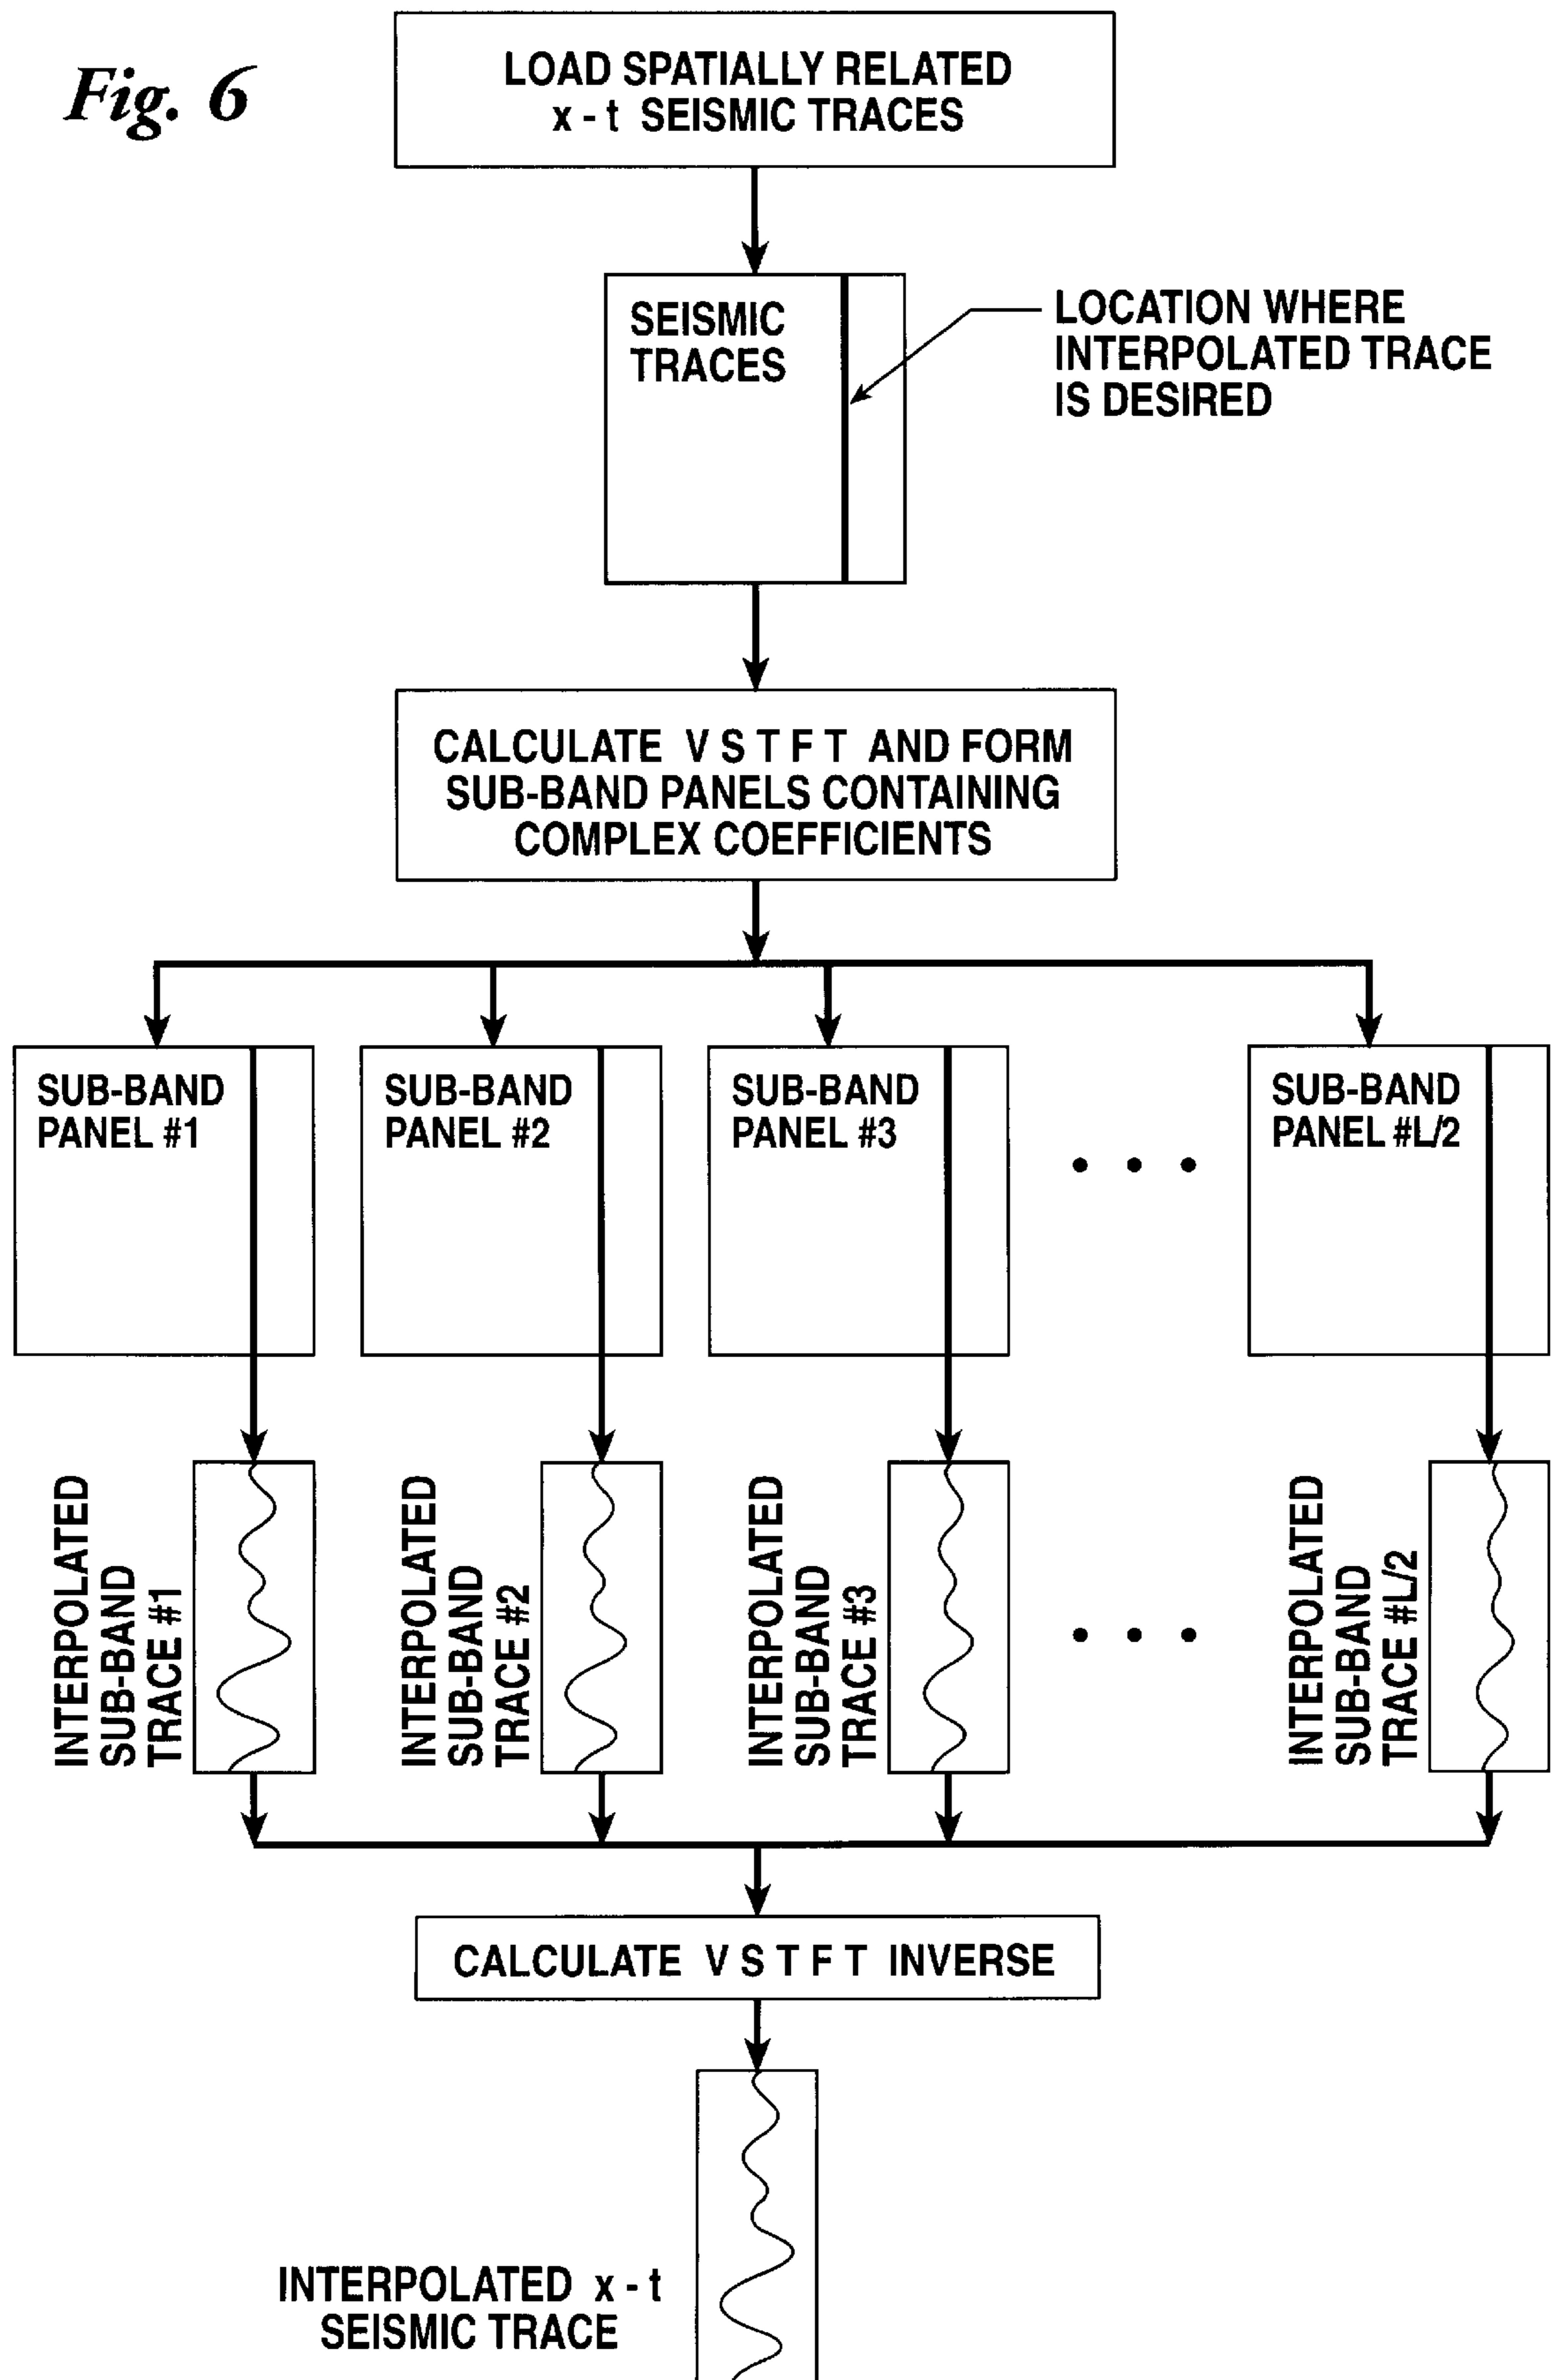 Fig. 6
LOAD SPATIALLY RELATED
x - t SEISMIC TRACES
SEISMIC
TRACES
LOCATION WHERE
INTERPOLATED TRACE
IS DESIRED
CALCULATE V S T F T AND FORM
SUB-BAND PANELS CONTAINING
COMPLEX COEFFICIENTS
SUB-BAND
PANEL #1
SUB-BAND
PANEL #2
SUB-BAND
PANEL #3
• • •
SUB-BAND
PANEL #L/2
INTERPOLATED
SUB-BAND
TRACE #1
INTERPOLATED
SUB-BAND
TRACE #2
INTERPOLATED
SUB-BAND
TRACE #3
• • •
INTERPOLATED
SUB-BAND
TRACE #L/2
CALCULATE V S T F T INVERSE
INTERPOLATED x - t
SEISMIC TRACE